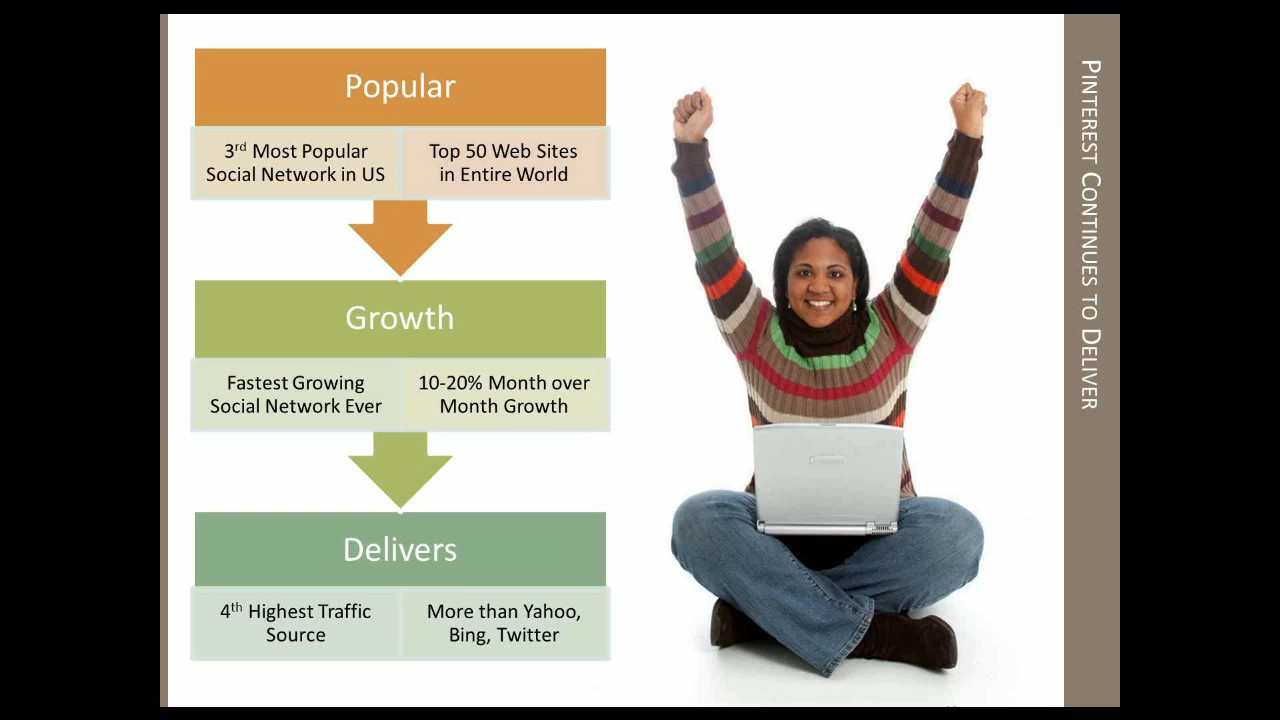 Popular
3rd Most Popular
Social Network in US
Top 50 Web Sites
in Entire World
Growth
Fastest Growing
Social Network Ever
10-20% Month over
Month Growth
Delivers
4th Highest Traffic
Source
More than Yahoo,
Bing, Twitter
PINTEREST CONTINUES TO DELIVER